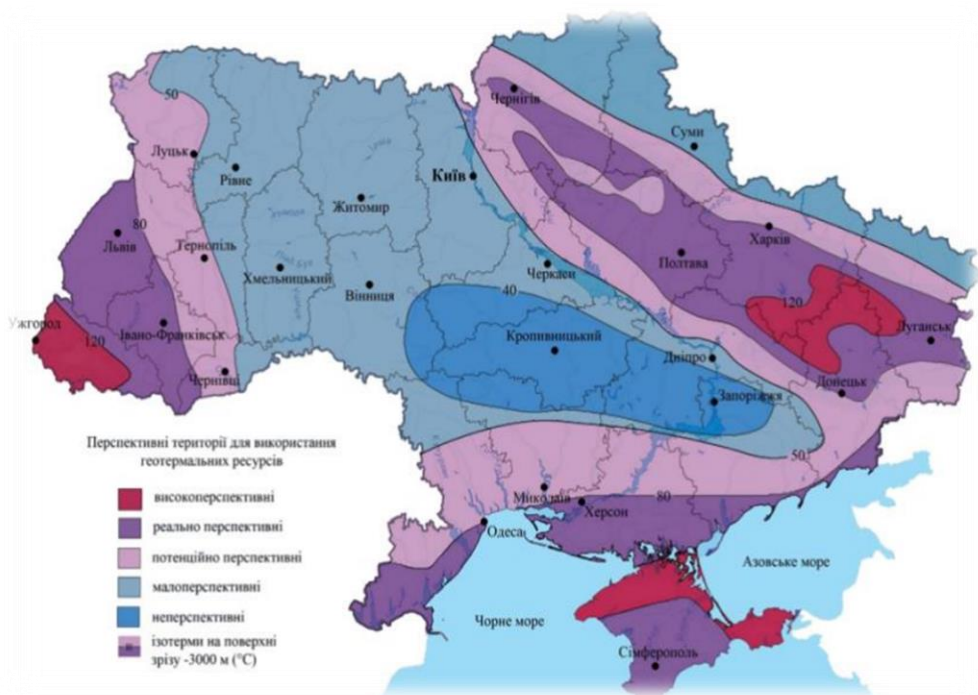 50
Чернігів
Суми
Луцьк
Рівне
Київ
Житомир
80
Львів
Тернопіль
Харків
Полтава
Хмельницький
Черкаси
Вінниця
40
120
Ужгород
Івано-Франківськ
Кропивницький
Луганськ
120
Дніпро
Чернівці
Донецьк
Запоріжжя
50
Миколаїв
80
Херсон
Одеса
Азовське море
Чорне море
Сімферополь
Перспективні території для використання
геотермальних ресурсів
високоперспективні
реально перспективні
потенційно перспективні
малоперспективні
неперспективні
ізотерми на поверхні
зрізу -3000 м (°C)